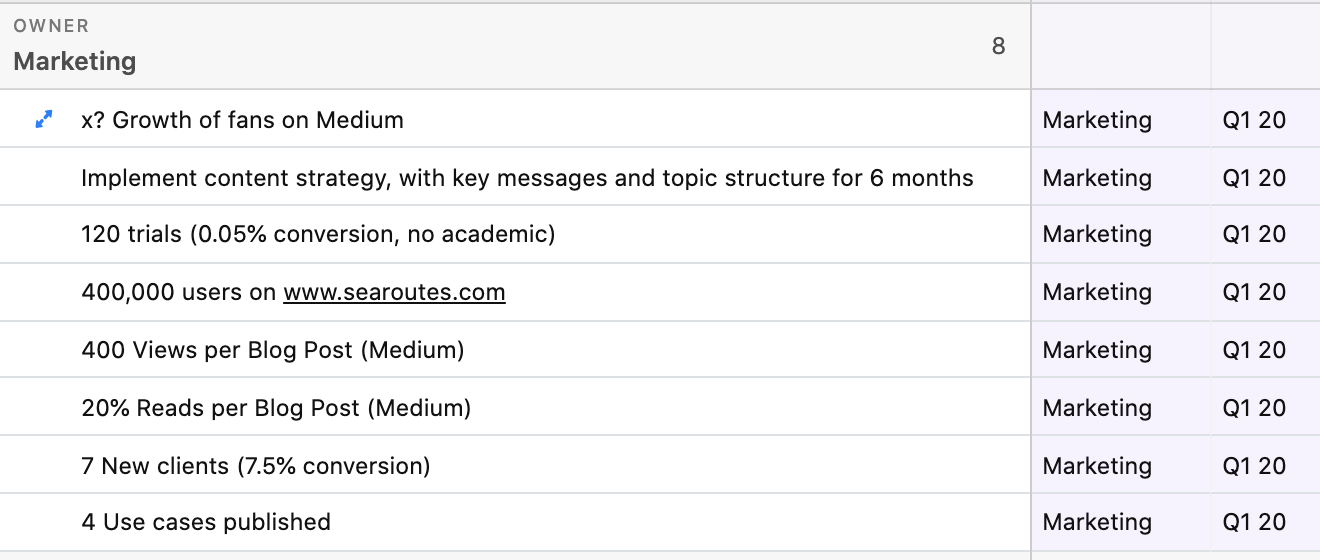 OWNER
Marketing 8
x? Growth of fans on Medium Marketing Q1 20
Implement content strategy, with key messages and topic structure for 6 months Marketing Q1 20
120 trials (0.05% conversion, no academic) Marketing Q1 20
400,000 users on www.searoutes.com Marketing Q1 20
400 Views per Blog Post (Medium) Marketing Q1 20
20% Reads per Blog Post (Medium) Marketing Q1 20
7 New clients (7.5% conversion) Marketing Q1 20
4 Use cases published Marketing Q1 20